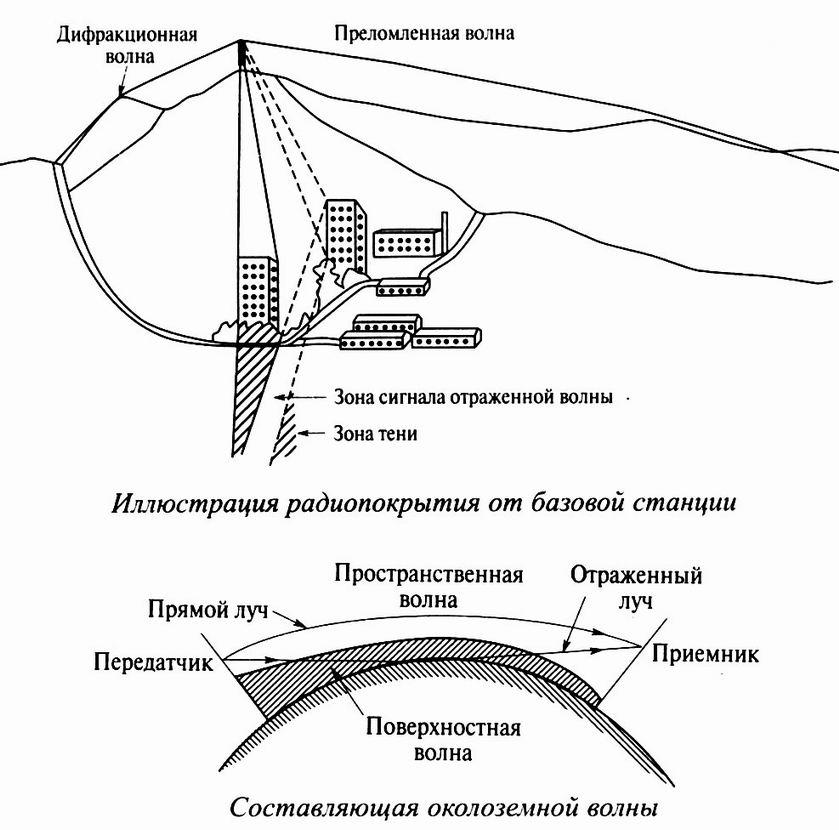 Дифракционная
волна
Преломленная волна
Зона сигнала отраженной волны
Зона тени
Иллюстрация радиопокрытия от базовой станции
Пространственная
волна
Отраженный
луч
Прямой луч
Передатчик
Приемник
Поверхностная
волна
Составляющая околоземной волны